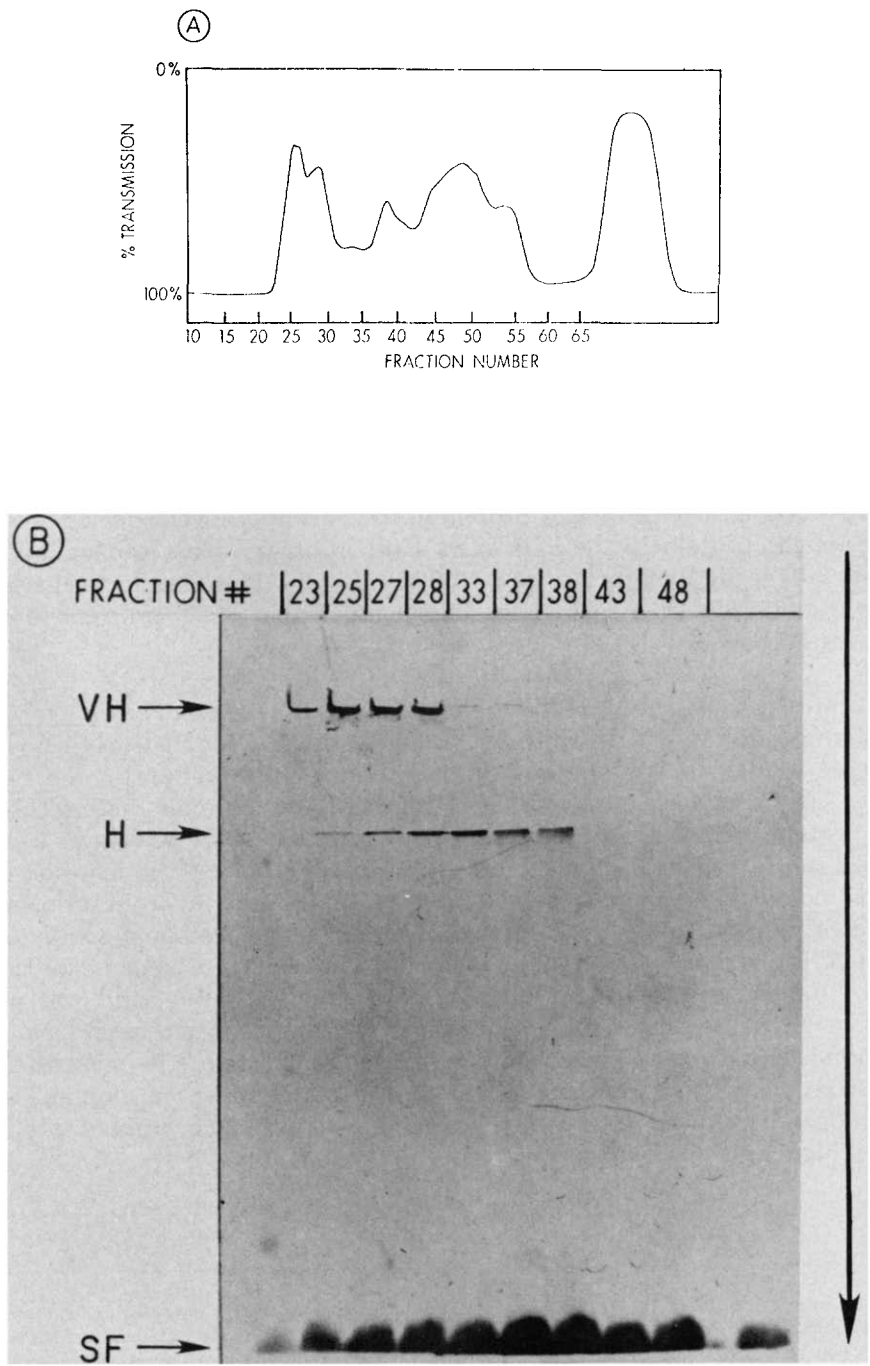 A
0%
% TRANSMISSION
100%
10 15 20 25 30 35 40 45 50 55 60 65
FRACTION NUMBER
B
FRACTION # |23|25|27|28|33|37|38|43|48|
VH
H
SF